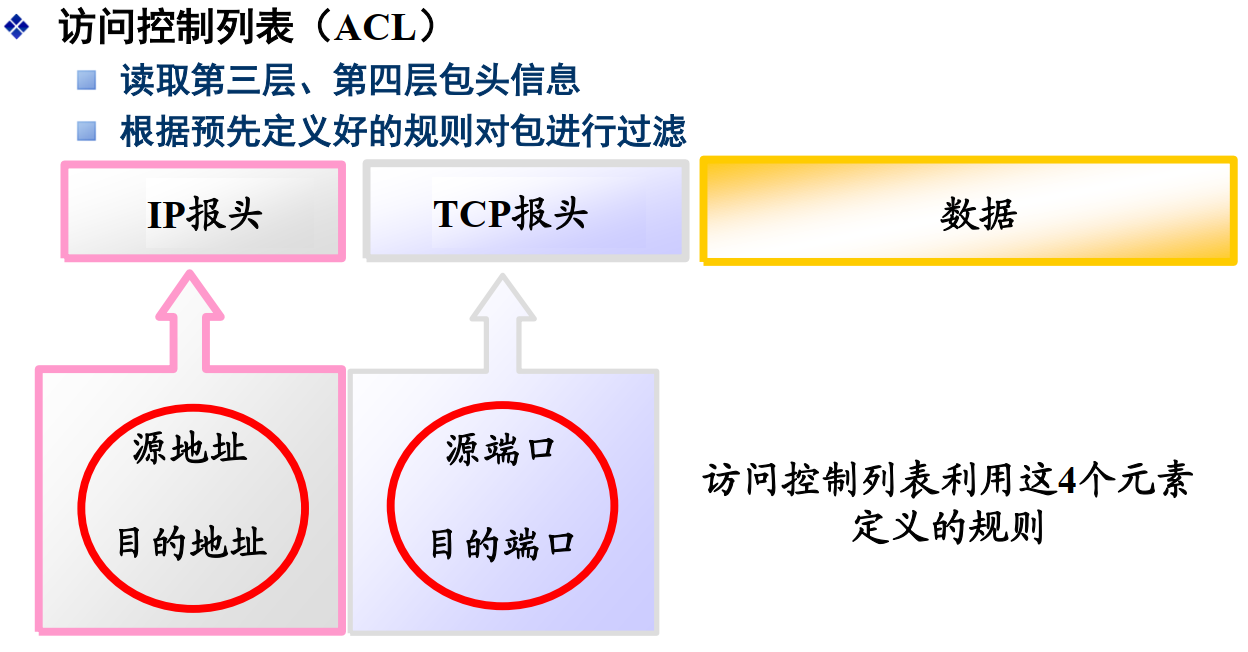 访问控制列表（ACL）
读取第三层、第四层包头信息
根据预先定义好的规则对包进行过滤
IP报头
TCP报头
数据
源地址
目的地址
源端口
目的端口
访问控制列表利用这4个元素
定义的规则